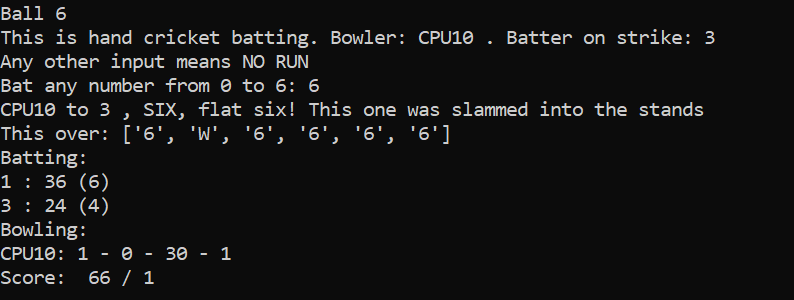 Ball 6
This is hand cricket batting. Bowler: CPU10 . Batter on strike: 3
Any other input means NO RUN
Bat any number from 0 to 6: 6
CPU10 to 3 , SIX, flat six! This one was slammed into the stands
This over: ['6', 'W', '6', '6', '6', '6']
Batting:
1 : 36 (6)
3 : 24 (4)
Bowling:
CPU10: 1 - 0 - 30 - 1
Score:  66 / 1